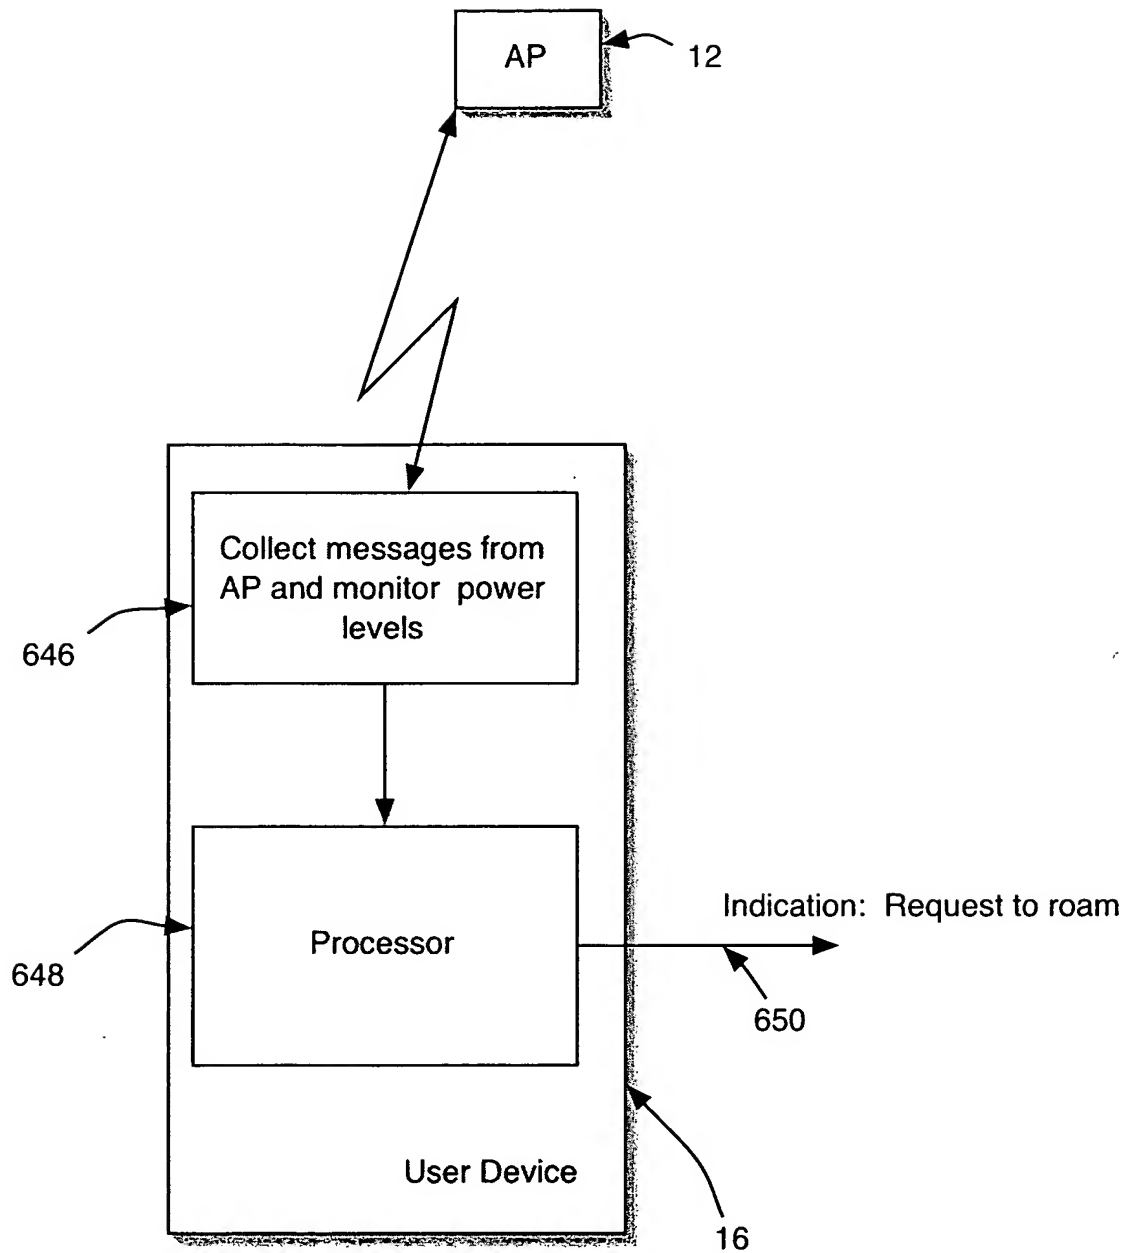 AP
12
Collect messages from
AP and monitor power
levels
646
Indication: Request to roam
Processor
648
650
User Device
16